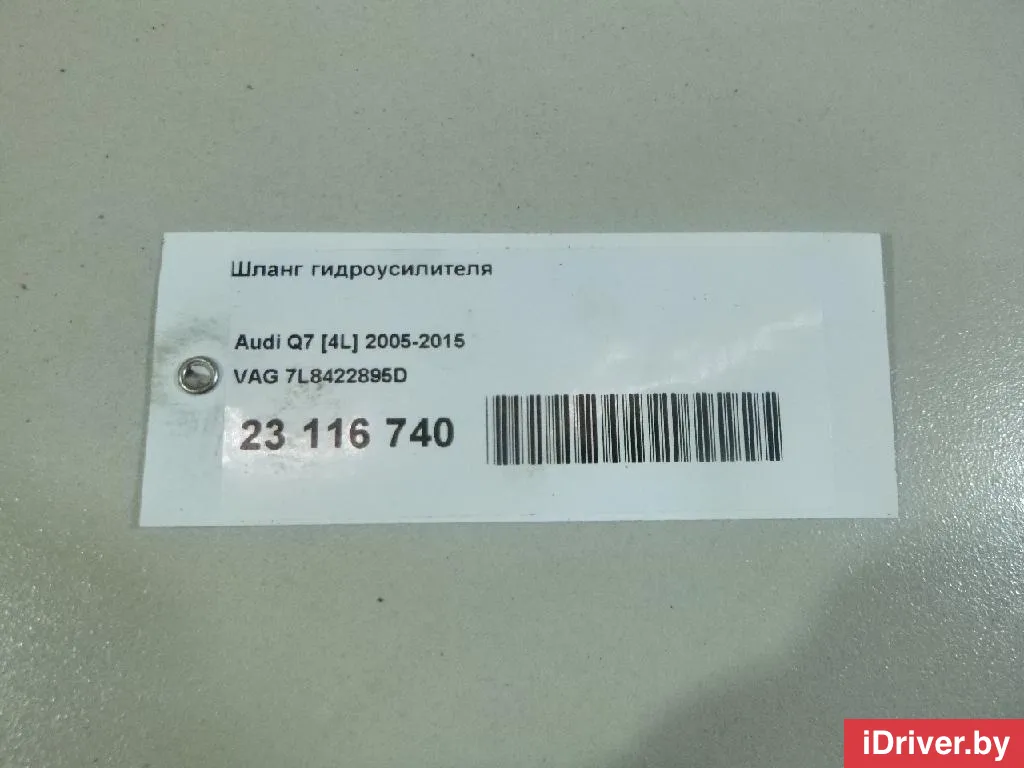 Шланг гидроусилителя
Audi Q7 [4L] 2005-2015
VAG 7L8422895D
23 116 740
iDriver.by